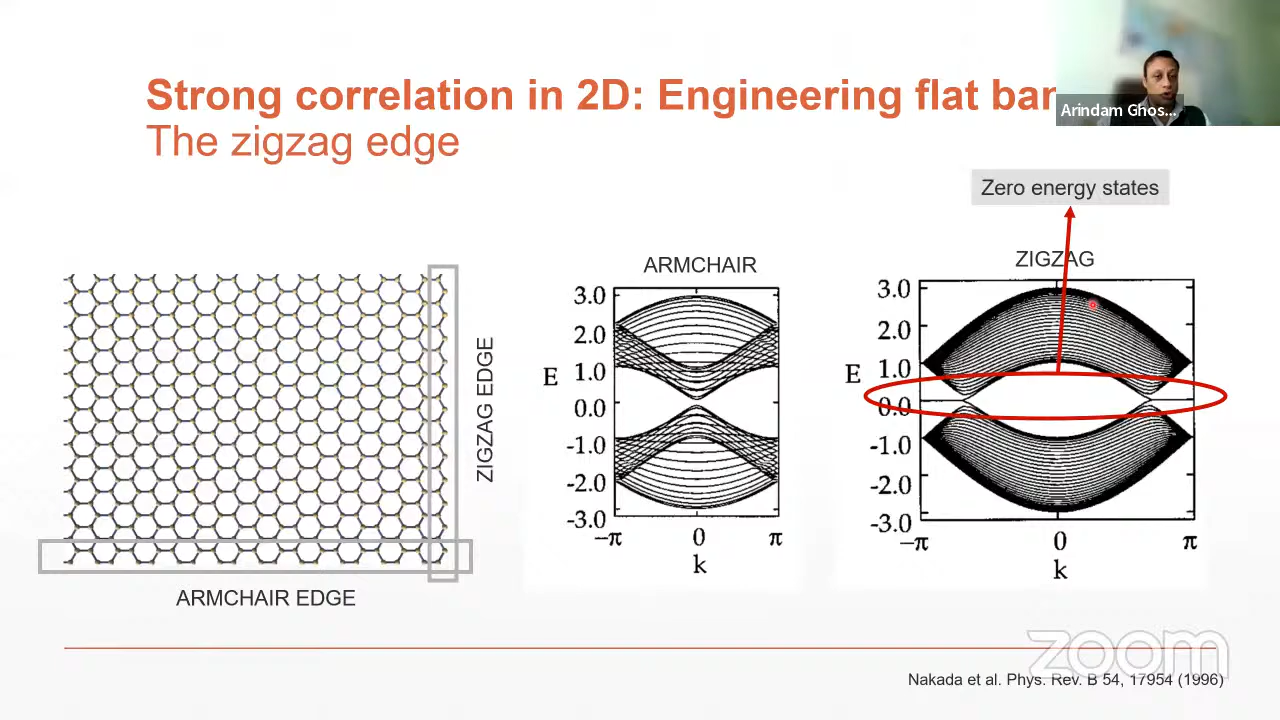 Strong correlation in 2D: Engineering flat
The zigzag edge
Arindam Ghos...
Zero energy states
ARMCHAIR
ZIGZAG
3.0
2.0
1.0
0.0
-1.0
-2.0
-3.0
E
-π 0 π
k
3.0
2.0
1.0
0.0
-1.0
-2.0
-3.0
E
-π 0 π
k
ZIGZAG EDGE
ARMCHAIR EDGE
zoom
Nakada et al. Phys. Rev. B 54, 17954 (1996)